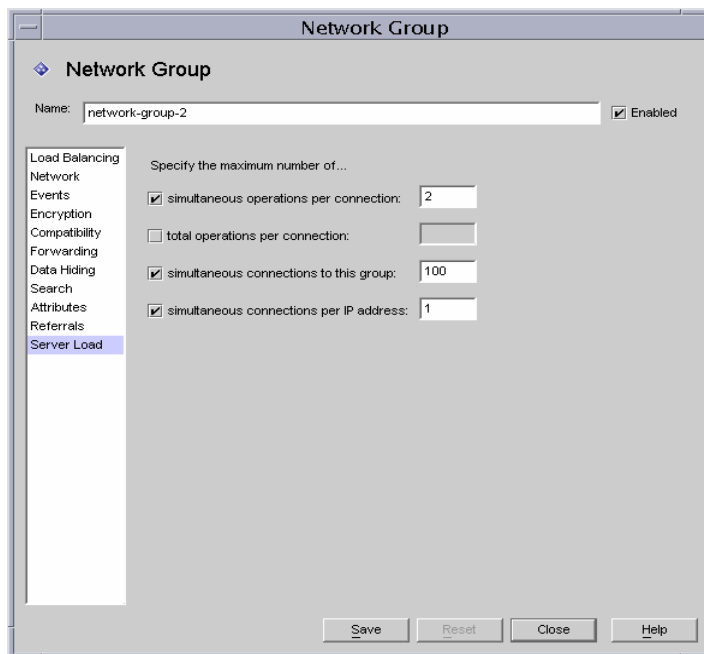 Network Group
Network Group
Name: network-group-2 Enabled
Load Balancing
Network
Events
Encryption
Compatibility
Forwarding
Data Hiding
Search
Attributes
Referrals
Server Load
Specify the maximum number of...
simultaneous operations per connection: 2
total operations per connection:
simultaneous connections to this group: 100
simultaneous connections per IP address: 1
Save Reset Close Help